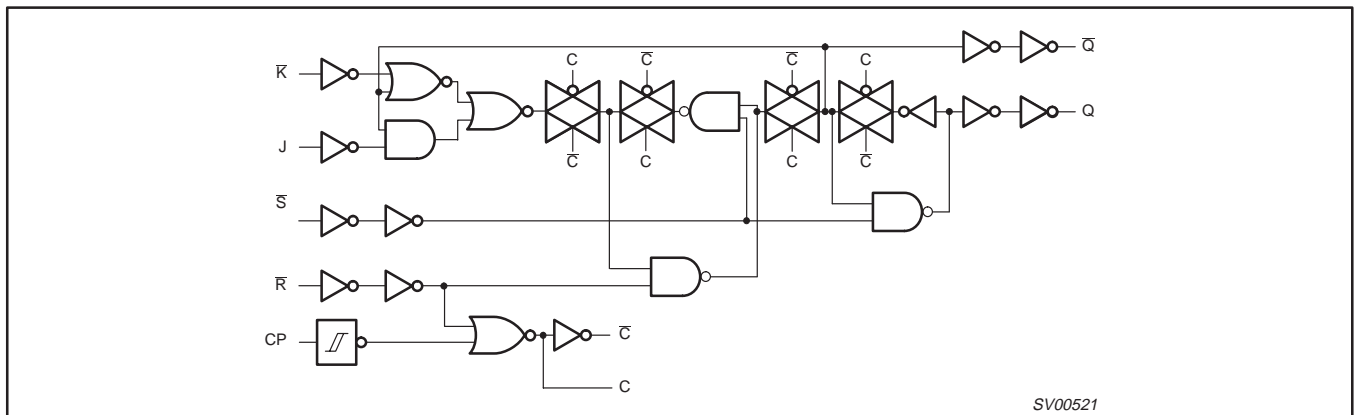 Q̅
C C̅ C̅ C
K̅
Q
J
C̅ C C C̅
S̅
R̅
C̅
CP
C
SV00521